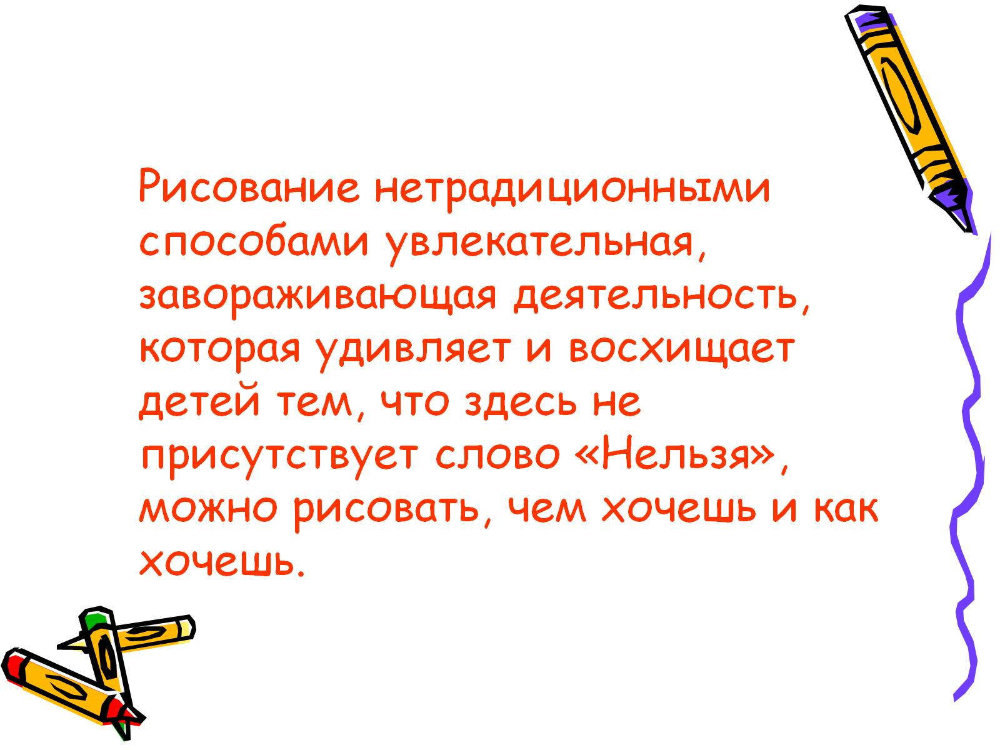 Рисование нетрадиционными
способами увлекательная,
завораживающая деятельность,
которая удивляет и восхищает
детей тем, что здесь не
присутствует слово «Нельзя»,
можно рисовать, чем хочешь и как
хочешь.